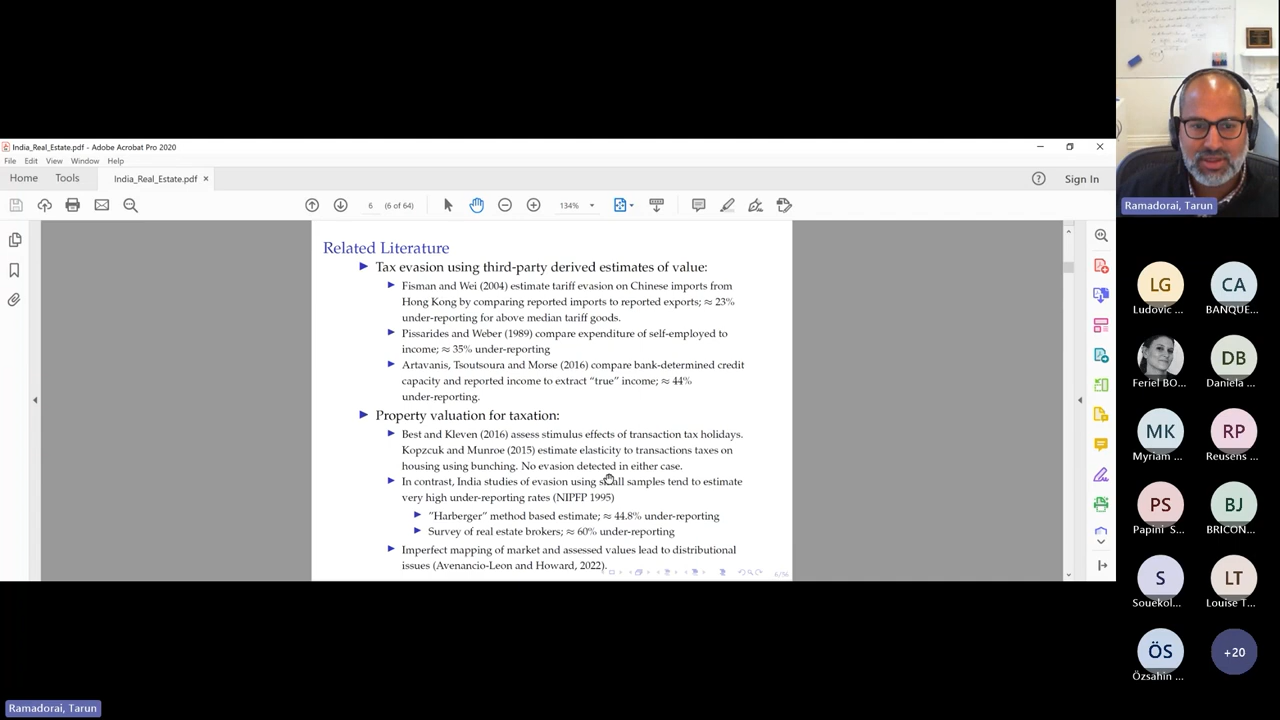 India_Real_Estate.pdf - Adobe Acrobat Pro 2020
File Edit View Window Help
Home Tools India_Real_Estate.pdf × Sign In
6 (6 of 64) 134%
Related Literature
Tax evasion using third-party derived estimates of value:
Fisman and Wei (2004) estimate tariff evasion on Chinese imports from
Hong Kong by comparing reported imports to reported exports; ≈ 23%
under-reporting for above median tariff goods.
Pissarides and Weber (1989) compare expenditure of self-employed to
income; ≈ 35% under-reporting
Artavanis, Tsoutsoura and Morse (2016) compare bank-determined credit
capacity and reported income to extract “true” income; ≈ 44%
under-reporting.
Property valuation for taxation:
Best and Kleven (2016) assess stimulus effects of transaction tax holidays.
Kopzcuk and Munroe (2015) estimate elasticity to transactions taxes on
housing using bunching. No evasion detected in either case.
In contrast, India studies of evasion using small samples tend to estimate
very high under-reporting rates (NIPFP 1995)
"Harberger" method based estimate; ≈ 44.8% under-reporting
Survey of real estate brokers; ≈ 60% under-reporting
Imperfect mapping of market and assessed values lead to distributional
issues (Avenancio-Leon and Howard, 2022).
Ramadorai, Tarun
LG CA
Ludovic ... BANQUE...
DB
Feriel BO... Daniela ...
MK RP
Myriam ... Reusens ...
PS BJ
Papini S... BRICON...
S LT
Souekol... Louise T...
ÖS +20
Özsahin ...
Ramadorai, Tarun